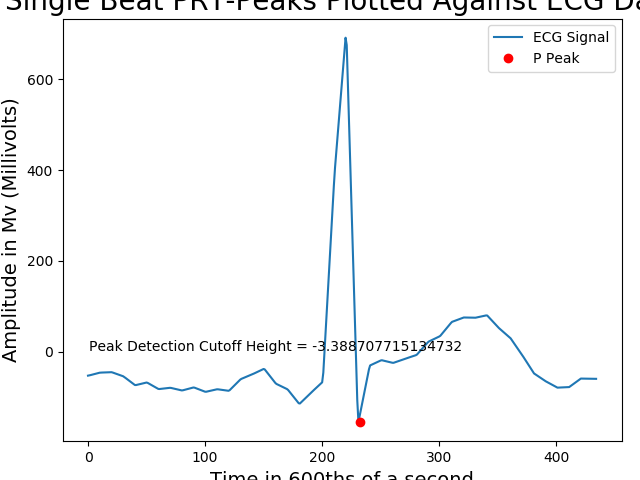 Single Beat PRT-Peaks Plotted Against ECG Da
ECG Signal
P Peak
Amplitude in Mv (Millivolts)
600
400
200
0
Peak Detection Cutoff Height = -3.388707715134732
0 100 200 300 400
Time in 600ths of a second